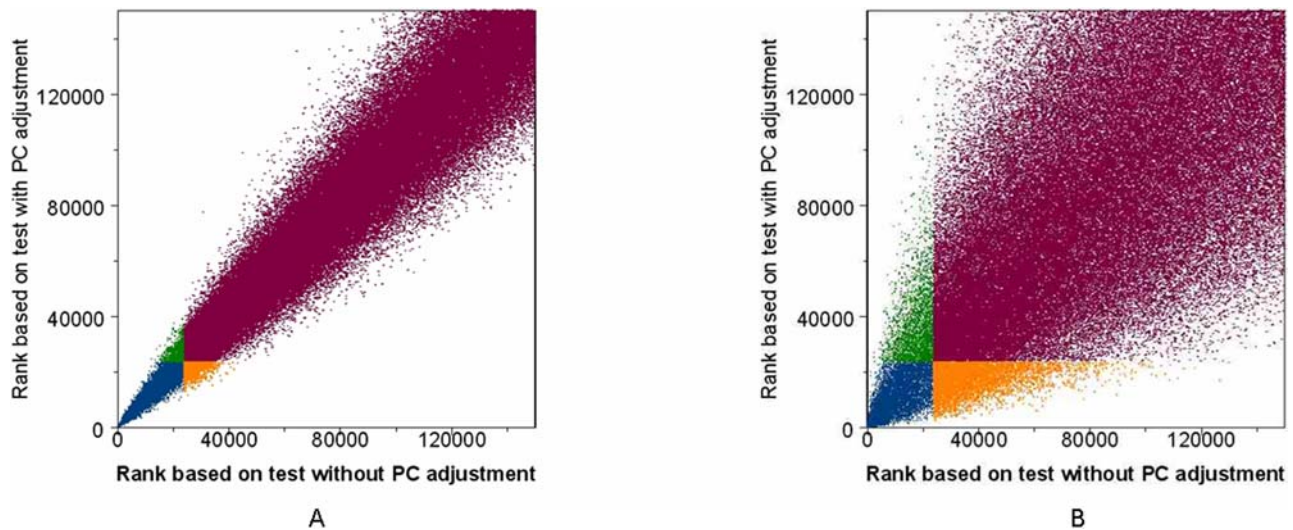 Rank based on test with PC adjustment
120000
80000
40000
0
0 40000 80000 120000
Rank based on test without PC adjustment
A
Rank based on test with PC adjustment
120000
80000
40000
0
0 40000 80000 120000
Rank based on test without PC adjustment
B